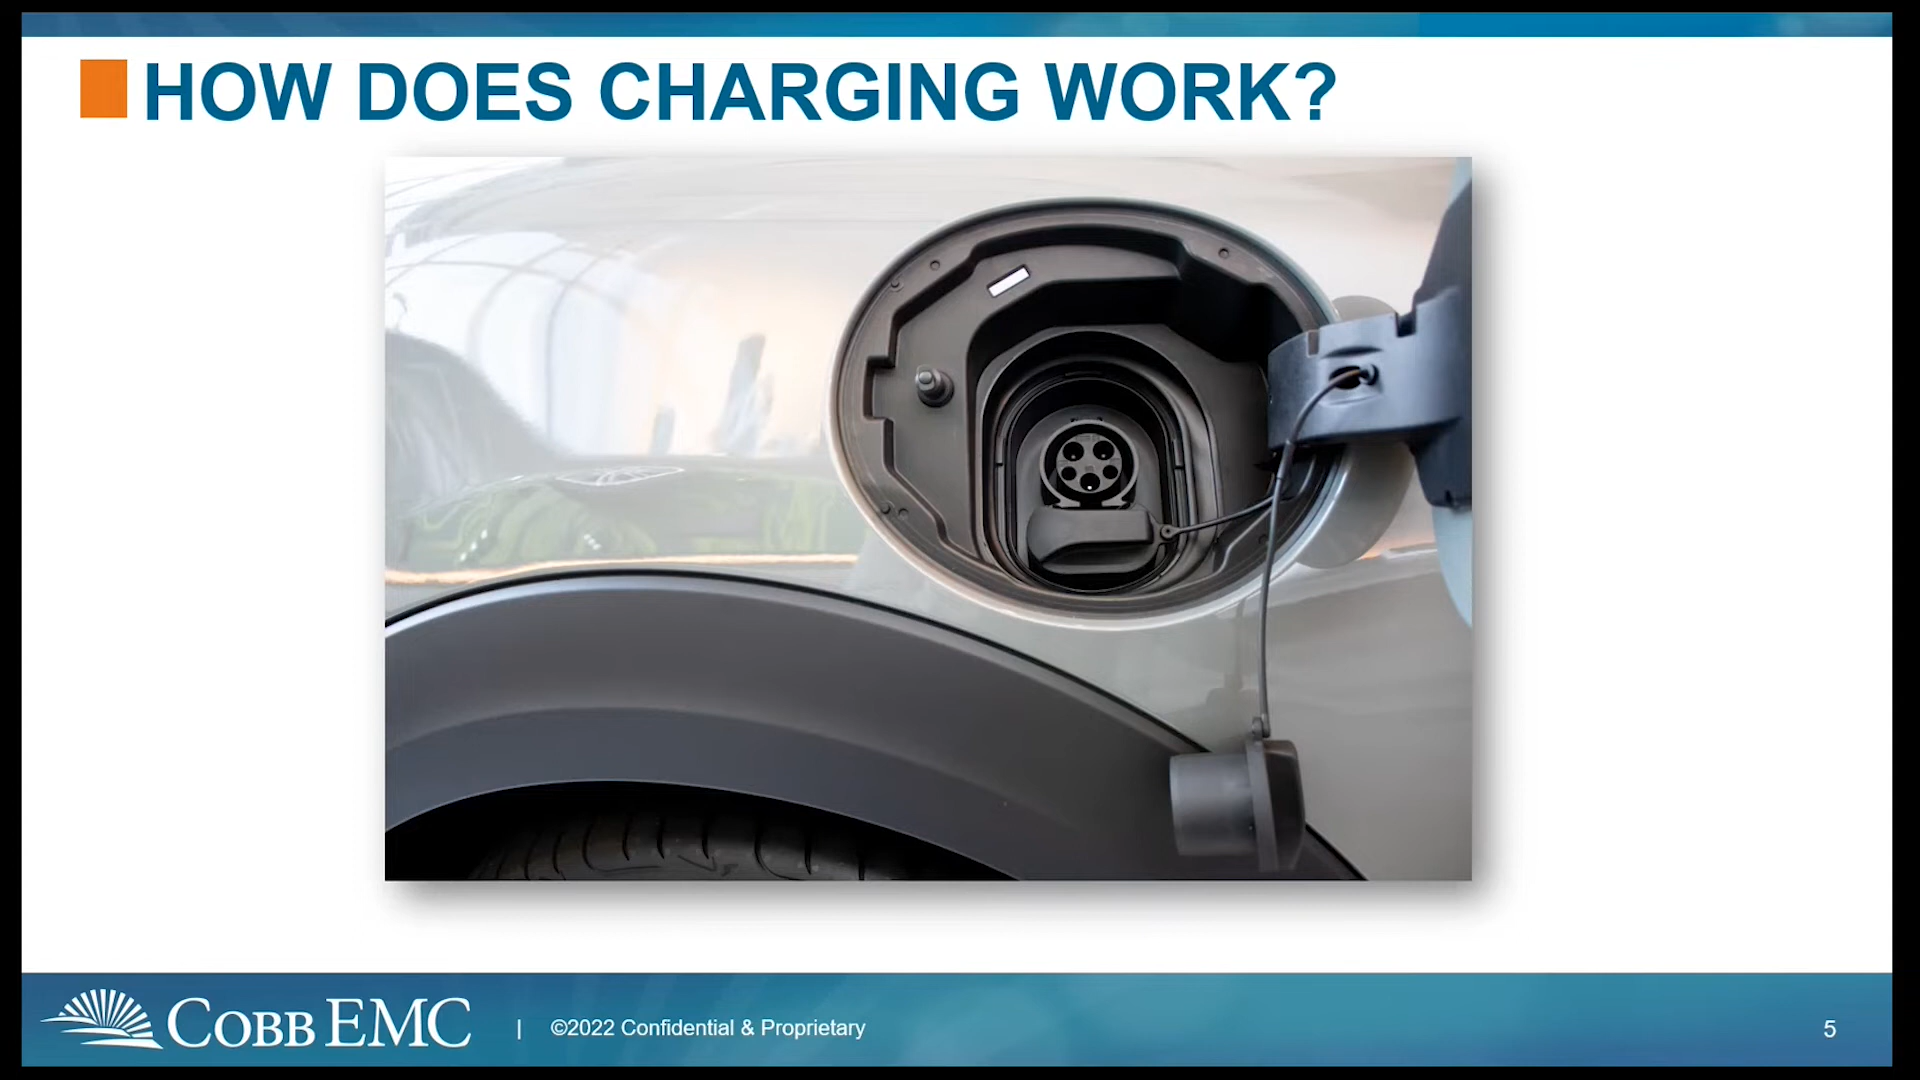 HOW DOES CHARGING WORK?
COBB EMC | ©2022 Confidential & Proprietary 5